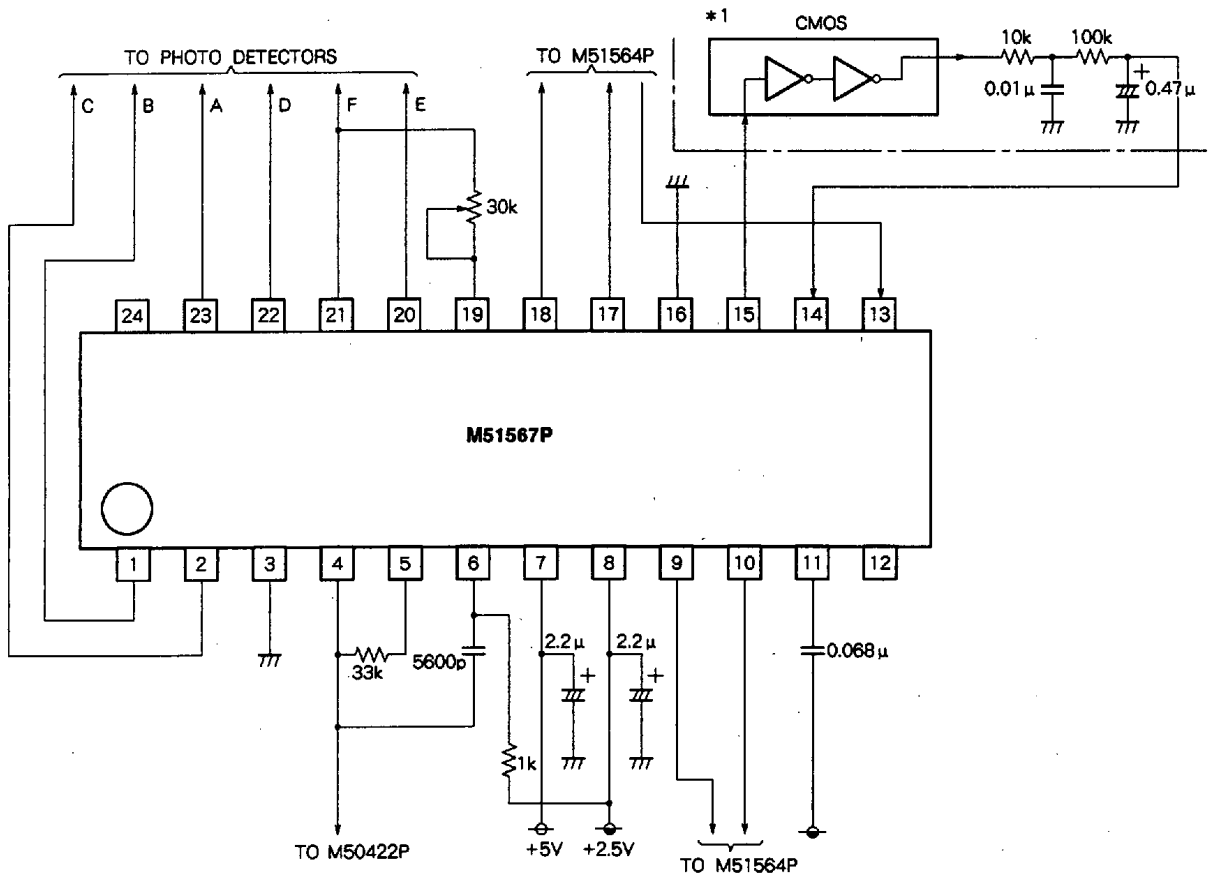 *1
CMOS
10k
100k
0.01μ
+
0.47μ
TO PHOTO DETECTORS
TO M51564P
C
B
A
D
F
E
30k
24
23
22
21
20
19
18
17
16
15
14
13
M51567P
1
2
3
4
5
6
7
8
9
10
11
12
33k
5600p
2.2μ
+
2.2μ
+
0.068μ
1k
TO M50422P
+5V
+2.5V
TO M51564P